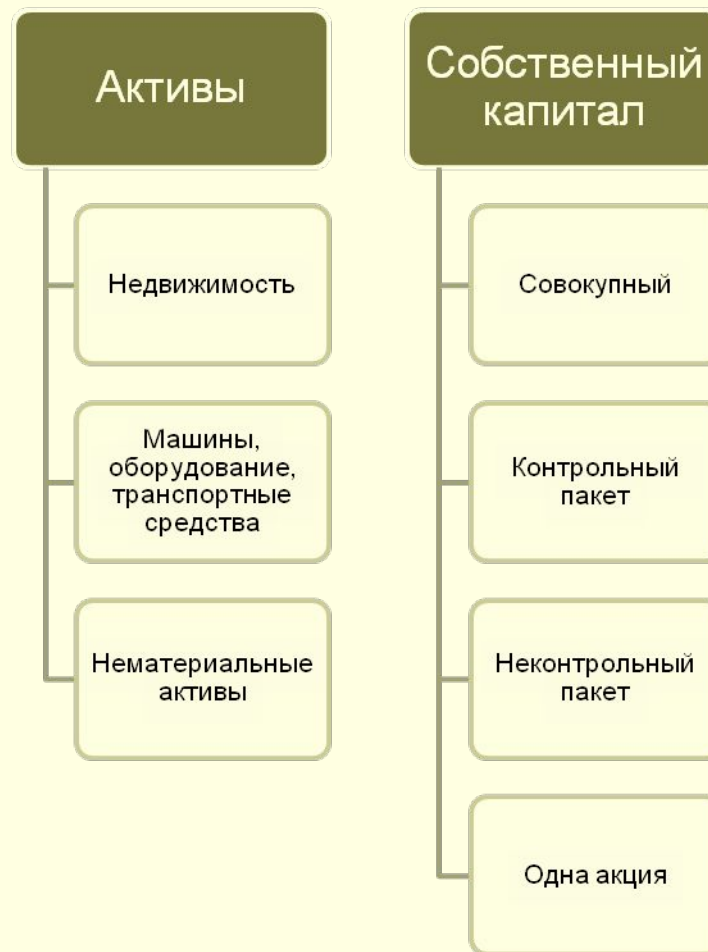 Активы
Недвижимость
Машины,
оборудование,
транспортные
средства
Нематериальные
активы
Собственный
капитал
Совокупный
Контрольный
пакет
Неконтрольный
пакет
Одна акция